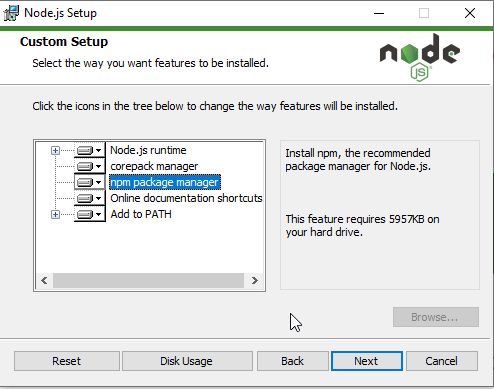 Node.js Setup
Custom Setup
Select the way you want features to be installed.
node
JS
Click the icons in the tree below to change the way features will be installed.
Node.js runtime
corepack manager
npm package manager
Online documentation shortcuts
Add to PATH
Install npm, the recommended
package manager for Node.js.
This feature requires 5957KB on
your hard drive.
Browse...
Reset
Disk Usage
Back
Next
Cancel